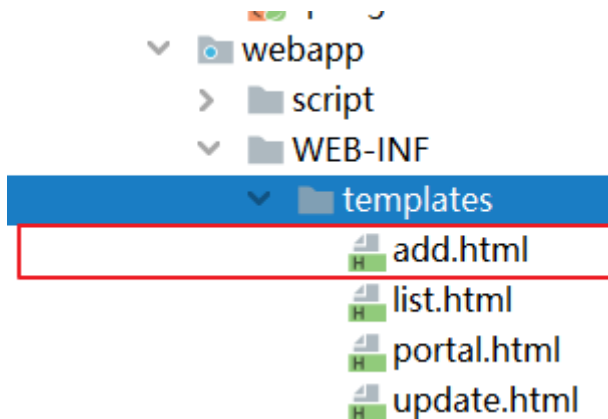 webapp
script
WEB-INF
templates
add.html
list.html
portal.html
update.html